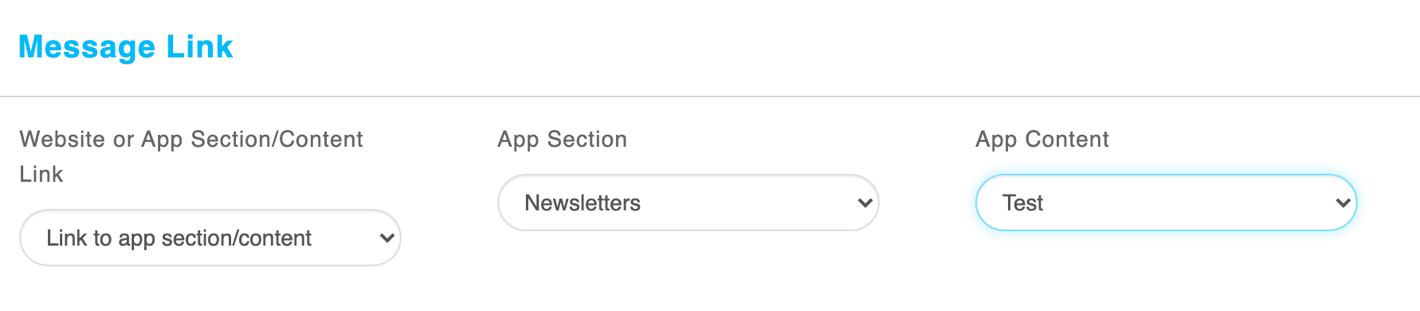 Message Link
Website or App Section/Content
Link
Link to app section/content
App Section
Newsletters
App Content
Test